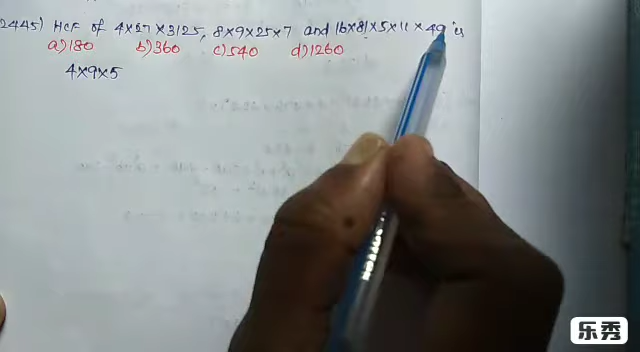 2445) HCF of 4×27×3125, 8×9×25×7 and 16×81×5×11×49 is
a) 180 b) 360 c) 540 d) 1260
4×9×5
乐秀